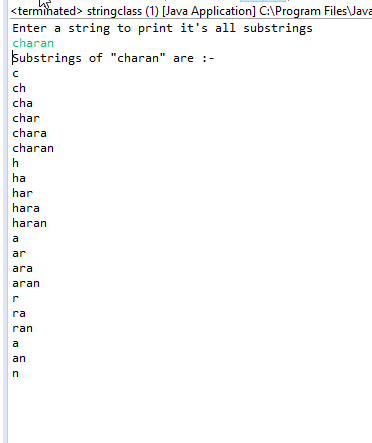 <terminated> stringclass (1) [Java Application] C:\Program Files\Java
Enter a string to print it's all substrings
charan
Substrings of "charan" are :-
c
ch
cha
char
chara
charan
h
ha
har
hara
haran
a
ar
ara
aran
r
ra
ran
a
an
n